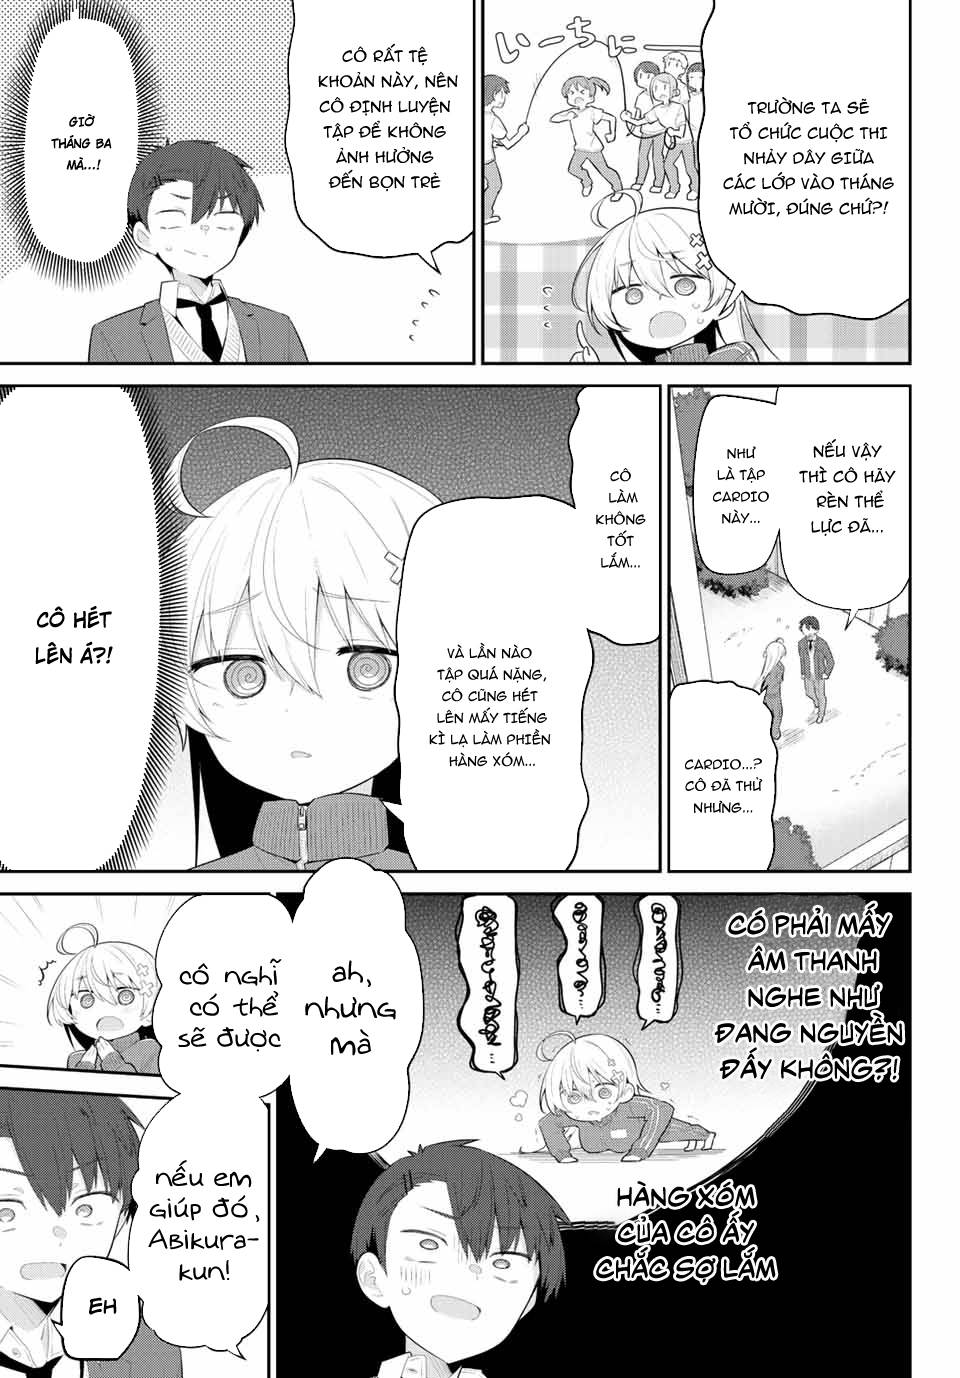 いーちにー
TRƯỜNG TA SẼ
TỔ CHỨC CUỘC THI
NHẢY DÂY GIỮA
CÁC LỚP VÀO THÁNG
MƯỜI, ĐÚNG CHỨ?!
CÔ RẤT TỆ
KHOẢN NÀY, NÊN
CÔ ĐỊNH LUYỆN
TẬP ĐỂ KHÔNG
ẢNH HƯỞNG
ĐẾN BỌN TRẺ
GIỜ
THÁNG BA
MÀ...!
NẾU VẬY
THÌ CÔ HÃY
RÈN THỂ
LỰC ĐÃ...
NHƯ
LÀ TẬP
CARDIO
NÀY...
CARDIO...?
CÔ ĐÃ THỬ
NHƯNG...
CÔ
LÀM
KHÔNG
TỐT
LẮM...
VÀ LẦN NÀO
TẬP QUÁ NẶNG,
CÔ CŨNG HÉT
LÊN MẤY TIẾNG
KÌ LẠ LÀM PHIỀN
HÀNG XÓM...
CÔ HÉT
LÊN Á?!
CÓ PHẢI MẤY
ÂM THANH
NGHE NHƯ
ĐANG NGUYỀN
ĐẤY KHÔNG?!
HÀNG XÓM
CỦA CÔ ẤY
CHẮC SỢ LẮM
ah,
nhưng
mà
cô nghĩ
có thể
sẽ được
nếu em
giúp đó,
Abikura-
kun!
EH